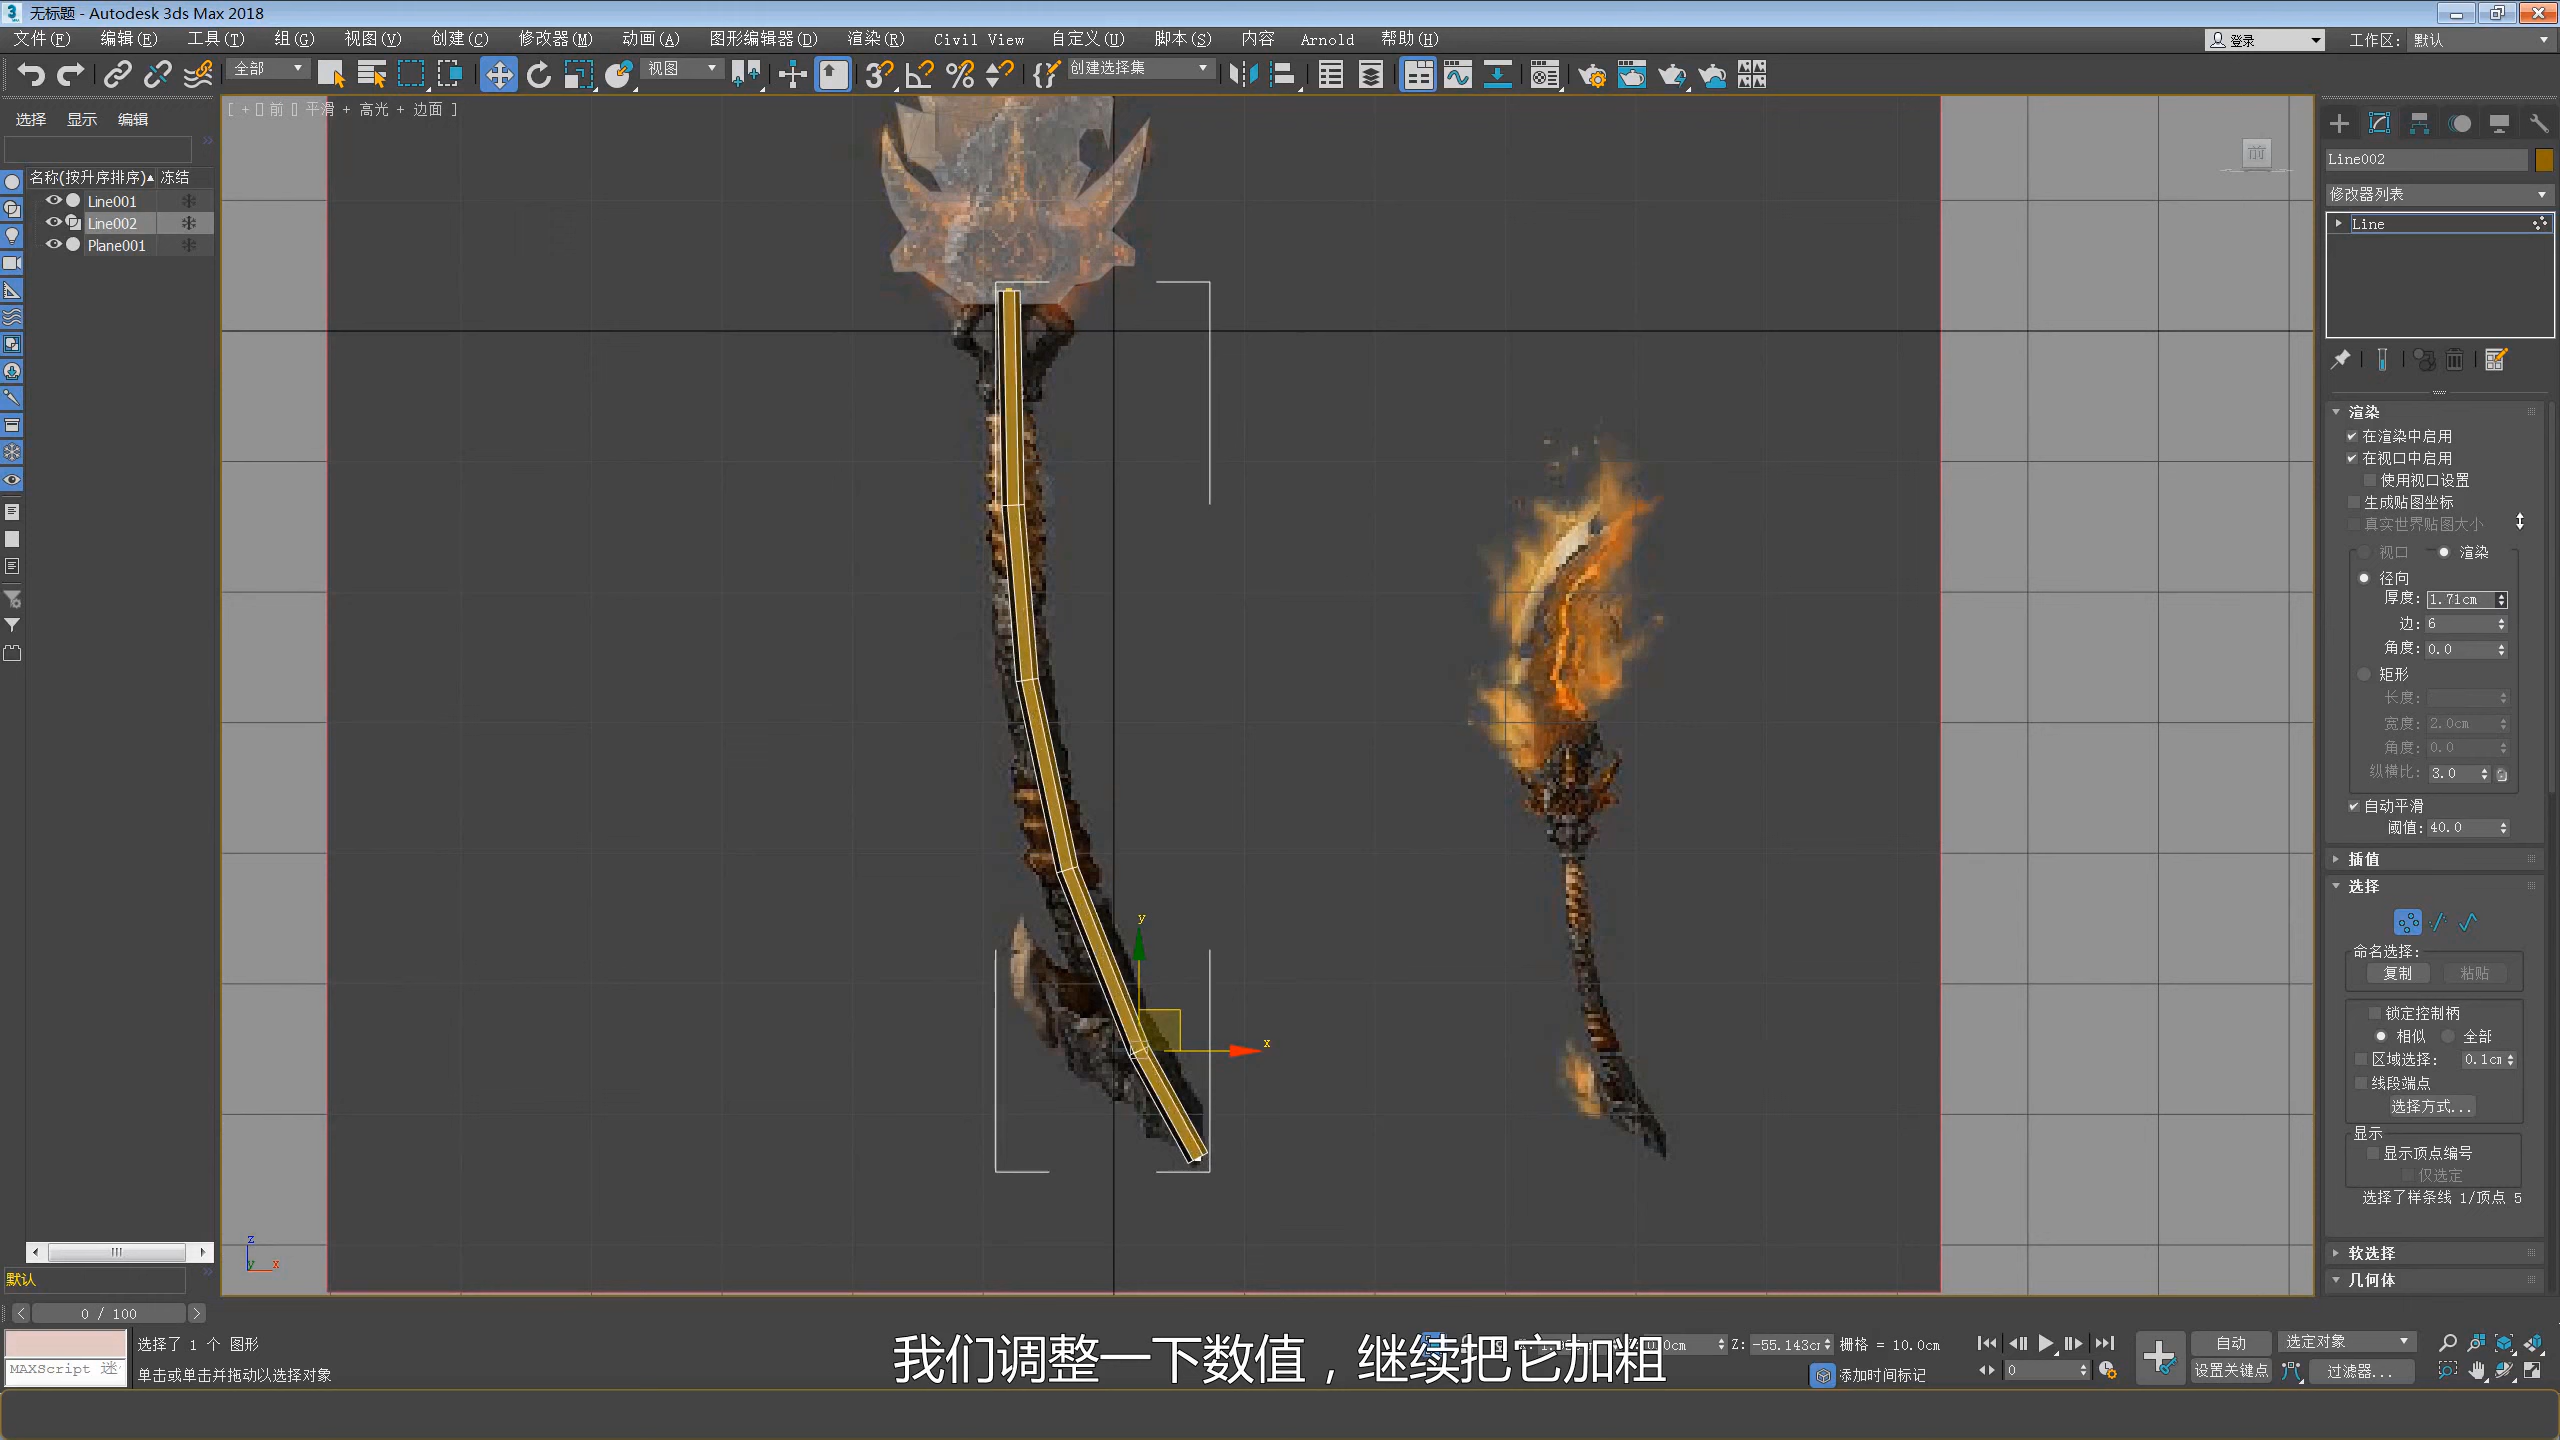 无标题 - Autodesk 3ds Max 2018
文件(F) 编辑(E) 工具(T) 组(G) 视图(V) 创建(C) 修改器(M) 动画(A) 图形编辑器(D) 渲染(R) Civil View 自定义(U) 脚本(S) 内容 Arnold 帮助(H)
登录
工作区: 默认
全部
视图
创建选择集
选择 显示 编辑
[ + ] 前 平滑 + 高光 + 边面 ]
名称(按升序排序) 冻结
Line001
Line002
Plane001
默认
0 / 100
前
y
x
z
y
x
Line002
修改器列表
Line
渲染
在渲染中启用
在视口中启用
使用视口设置
生成贴图坐标
真实世界贴图大小
视口 渲染
径向
厚度: 1.71cm
边: 6
角度: 0.0
矩形
长度:
宽度: 2.0cm
角度: 0.0
纵横比: 3.0
自动平滑
阈值: 40.0
插值
选择
命名选择:
复制 粘贴
锁定控制柄
相似 全部
区域选择: 0.1cm
线段端点
选择方式...
显示
显示顶点编号
仅选定
选择了样条线 1/顶点 5
软选择
几何体
MAXScript 迷
选择了 1 个 图形
单击或单击并拖动以选择对象
我们调整一下数值，继续把它加粗
Z: -55.143cm
栅格 = 10.0cm
添加时间标记
0
自动
选定对象
设置关键点
过滤器...